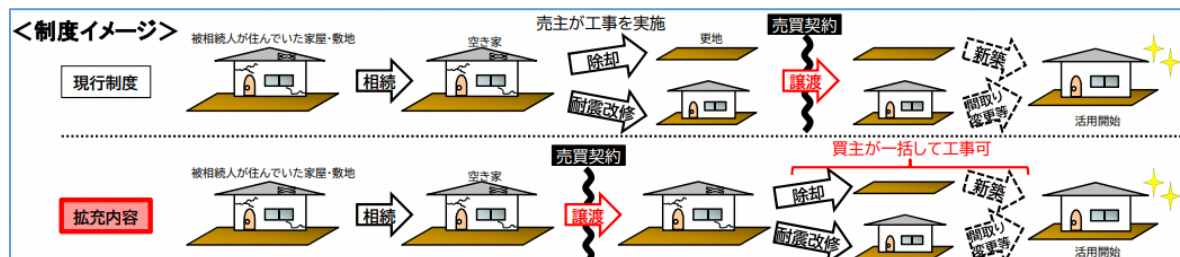 ＜制度イメージ＞
売主が工事を実施
売買契約
被相続人が住んでいた家屋・敷地
空き家
更地
現行制度
相続
除却
耐震改修
譲渡
新築
間取り
変更等
活用開始
売買契約
買主が一括して工事可
被相続人が住んでいた家屋・敷地
空き家
拡充内容
相続
譲渡
除却
耐震改修
新築
間取り
変更等
活用開始